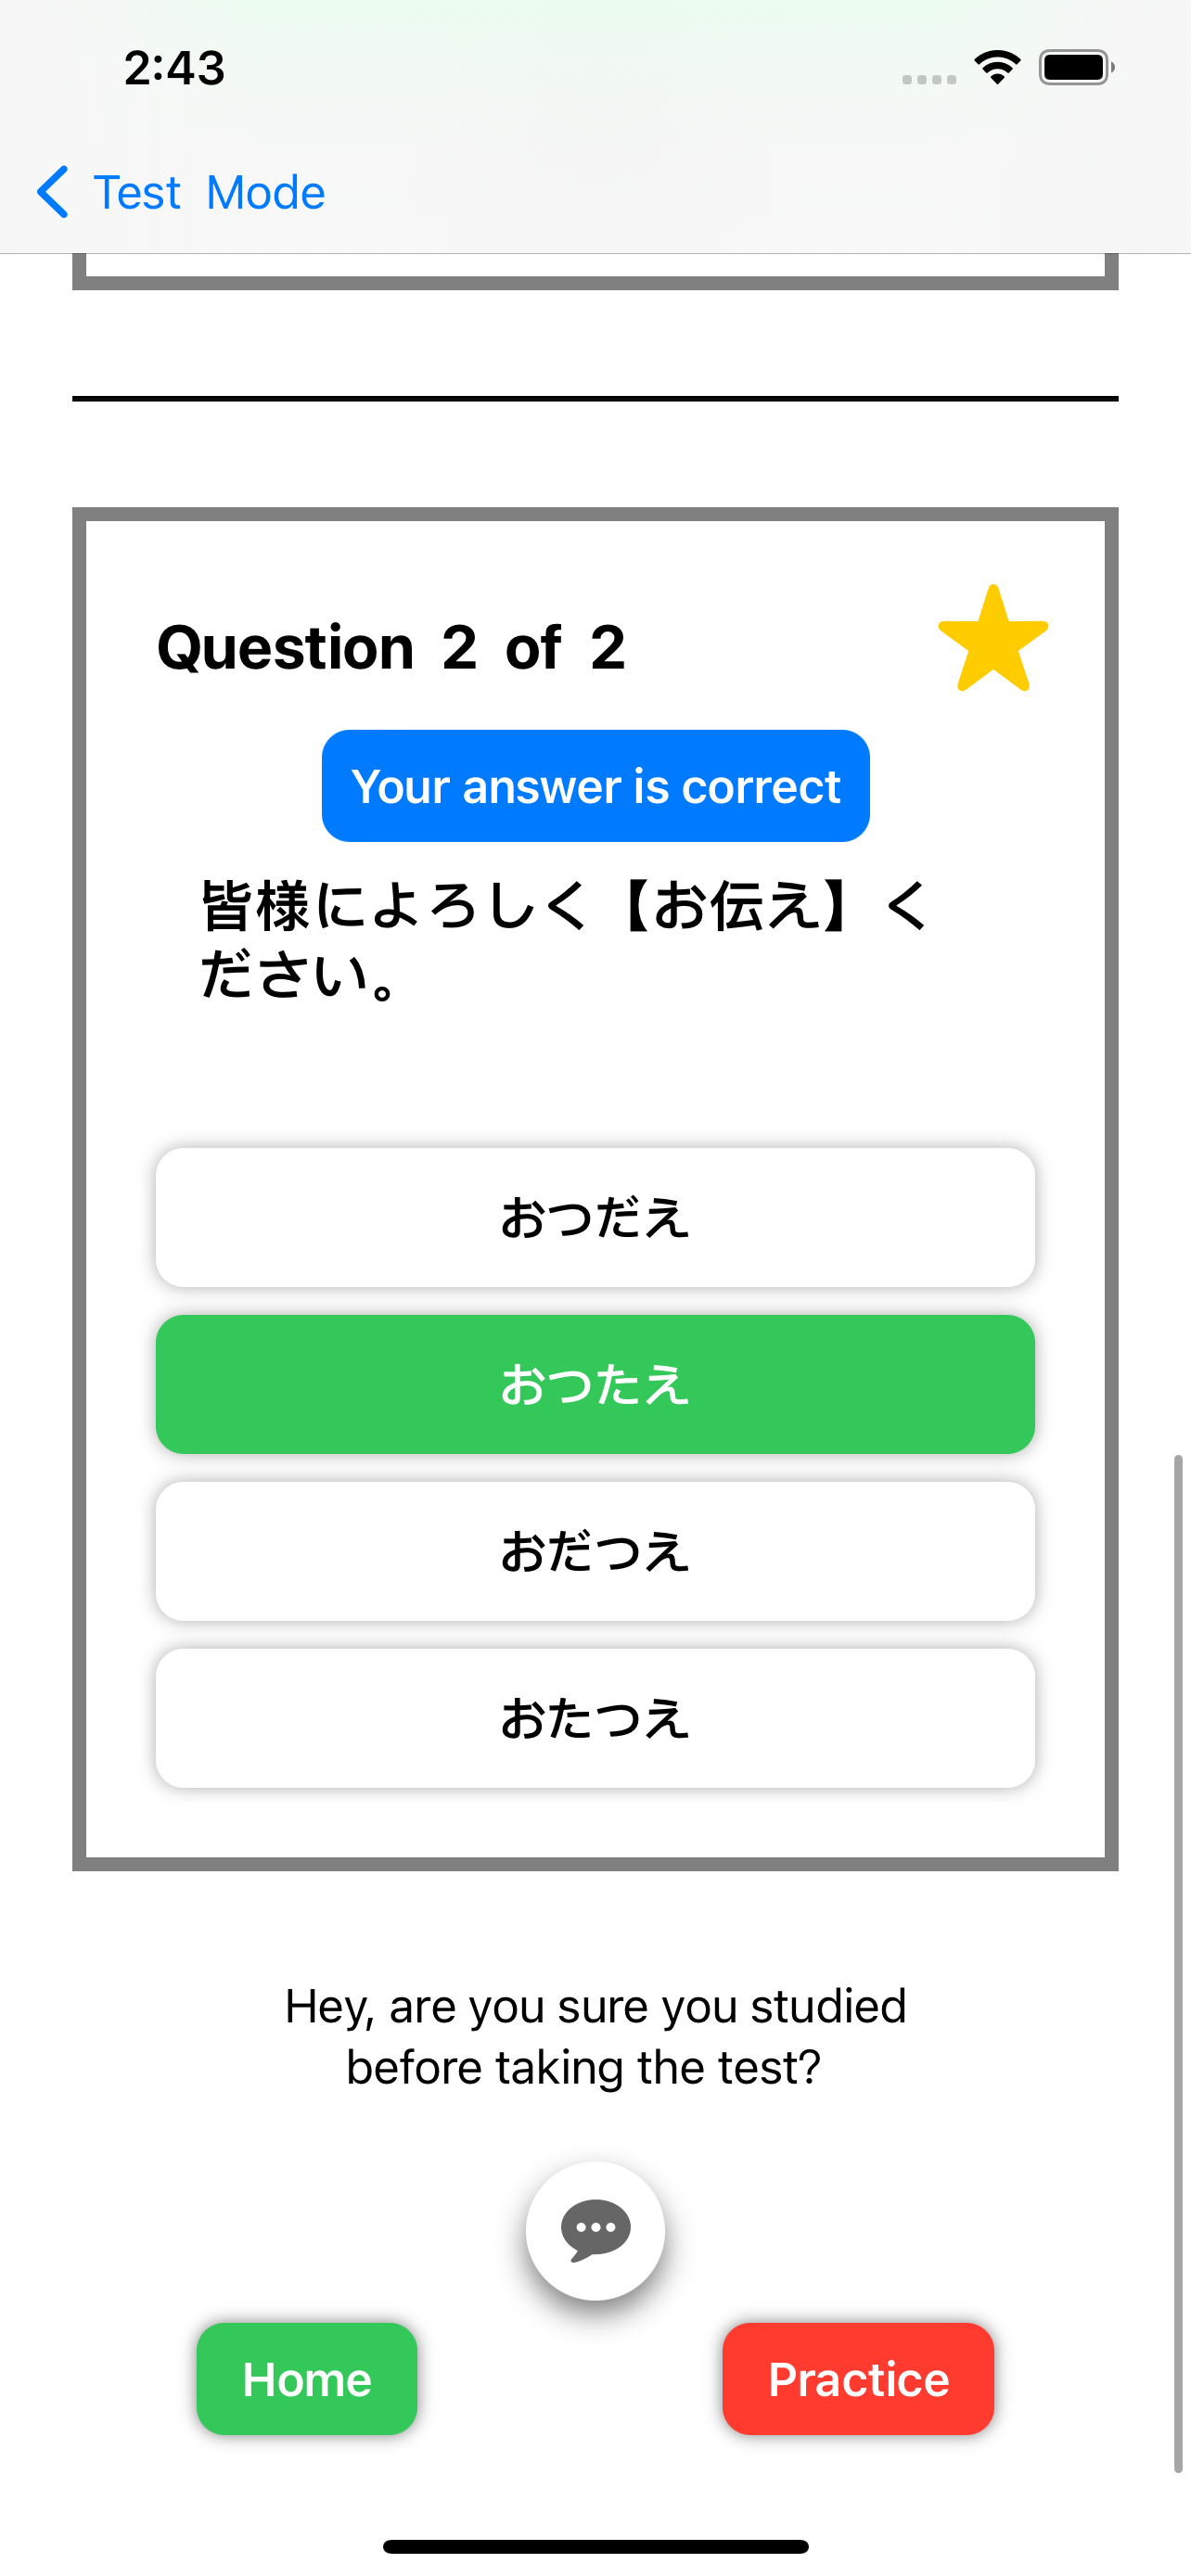 2:43
Test Mode
Question 2 of 2
Your answer is correct
皆様によろしく【お伝え】く
ださい。
おつだえ
おつたえ
おだつえ
おたつえ
Hey, are you sure you studied
before taking the test?
Home
Practice